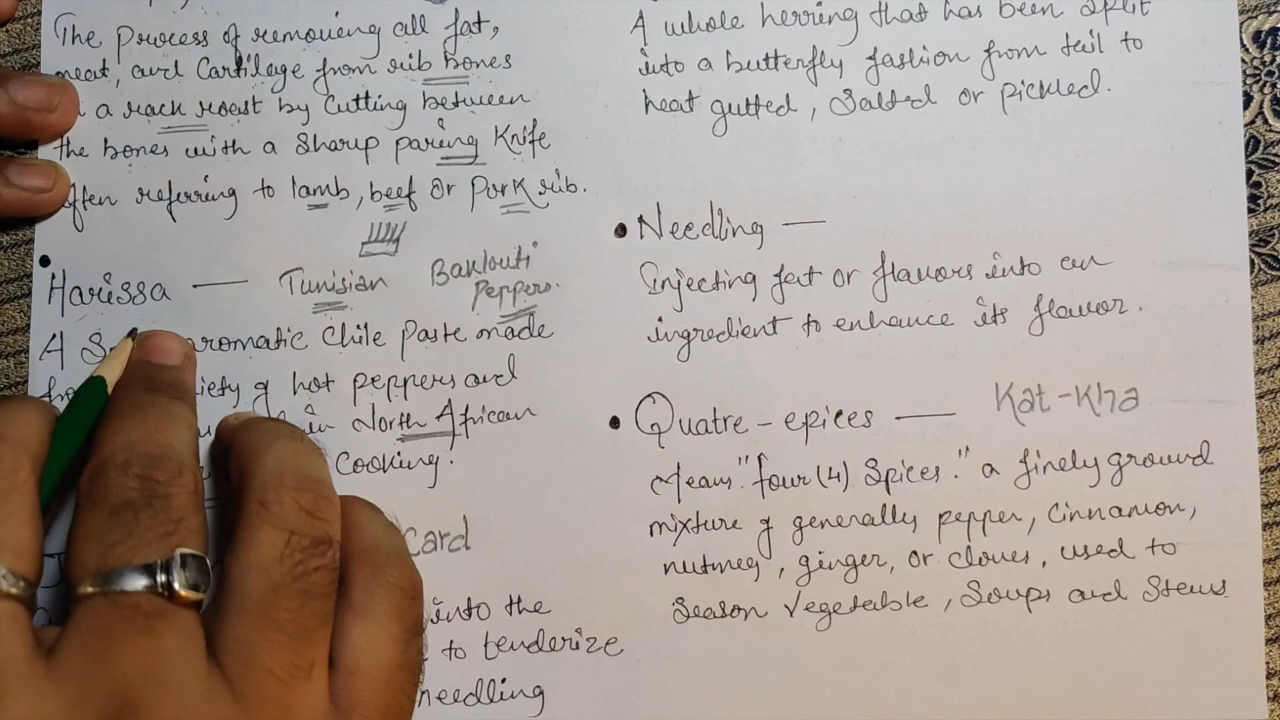 The process of removing all fat,
meat, and Cartilage from rib bones
a rack roast by Cutting between
the bones with a Sharp paring Knife
often referring to lamb, beef or Pork rib.
Harissa — Tunisian Baklouti
Peppers.
A aromatic Chile Paste made
hot peppers and
in North African
Cooking.
Card
into the
to tenderize
needling
A whole herring that has been split
into a butterfly fashion from tail to
heat gutted, Salted or pickled.
• Needling —
Injecting fat or flavors into an
ingredient to enhance its flavor.
• Quatre-epices — Kat-Kha
Mean "four (4) Spices." a finely ground
mixture of generally pepper, Cinnamon,
nutmeg, ginger, or cloves, used to
Season Vegetable, Soups and Stews.